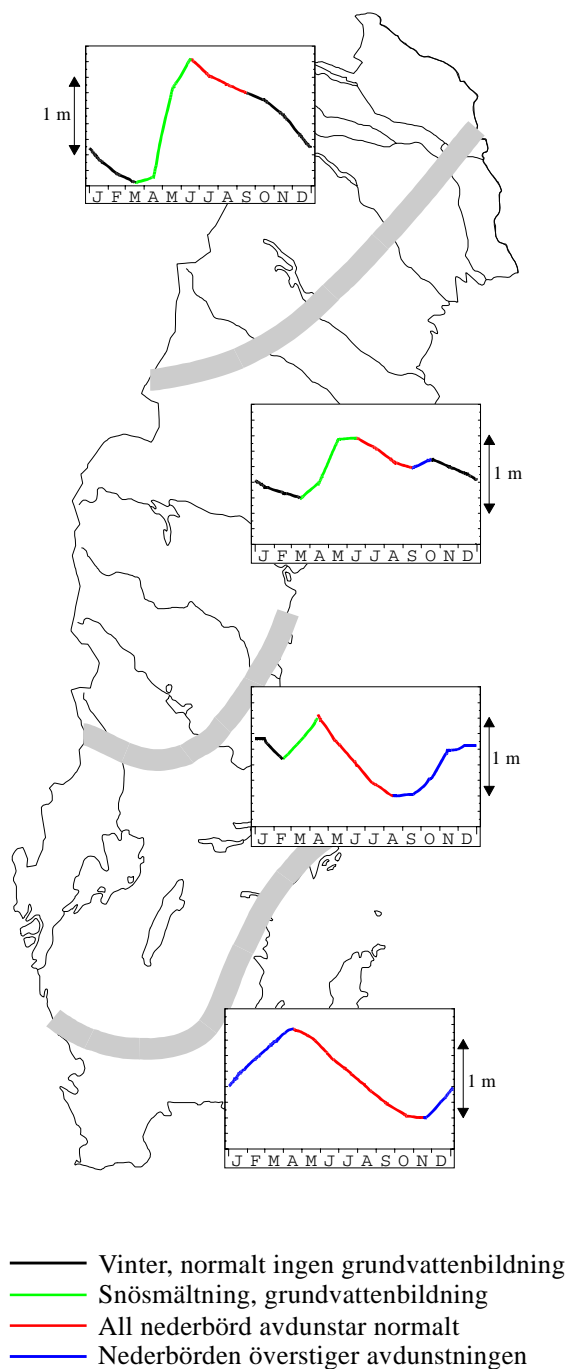 1 m
J F M A M J J A S O N D
1 m
J F M A M J J A S O N D
1 m
J F M A M J J A S O N D
1 m
J F M A M J J A S O N D
Vinter, normalt ingen grundvattenbildning
Snösmältning, grundvattenbildning
All nederbörd avdunstar normalt
Nederbörden överstiger avdunstningen